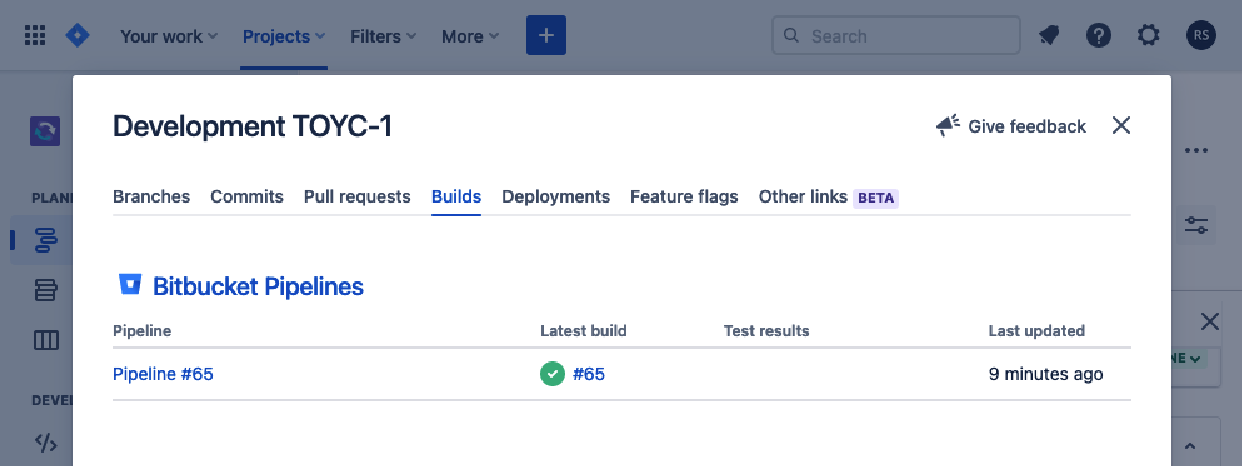 Your work Projects Filters More + Search ? RS
Development TOYC-1 Give feedback
Branches Commits Pull requests Builds Deployments Feature flags Other links BETA
Bitbucket Pipelines
Pipeline Latest build Test results Last updated
Pipeline #65 #65 9 minutes ago
PLAN
NE
DEVEL